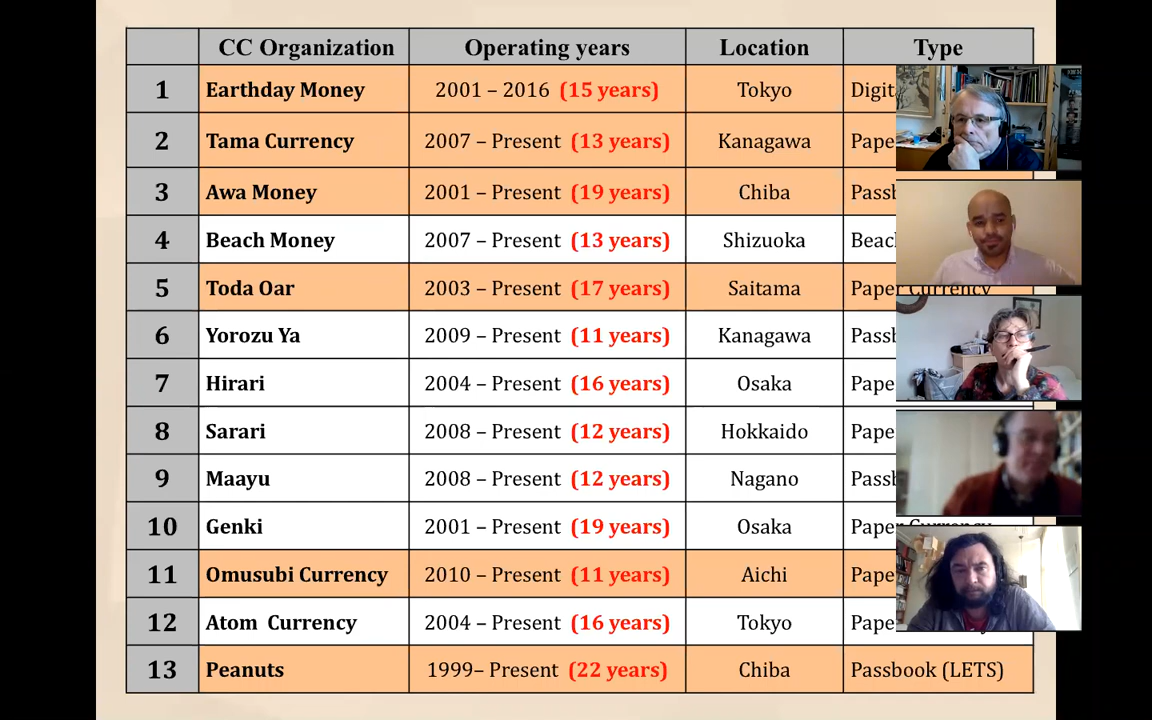 CC Organization Operating years Location Type
1 Earthday Money 2001 – 2016 (15 years) Tokyo
2 Tama Currency 2007 – Present (13 years) Kanagawa
3 Awa Money 2001 – Present (19 years) Chiba
4 Beach Money 2007 – Present (13 years) Shizuoka
5 Toda Oar 2003 – Present (17 years) Saitama Paper Currency
6 Yorozu Ya 2009 – Present (11 years) Kanagawa
7 Hirari 2004 – Present (16 years) Osaka
8 Sarari 2008 – Present (12 years) Hokkaido
9 Maayu 2008 – Present (12 years) Nagano
10 Genki 2001 – Present (19 years) Osaka Paper Currency
11 Omusubi Currency 2010 – Present (11 years) Aichi
12 Atom Currency 2004 – Present (16 years) Tokyo
13 Peanuts 1999– Present (22 years) Chiba Passbook (LETS)